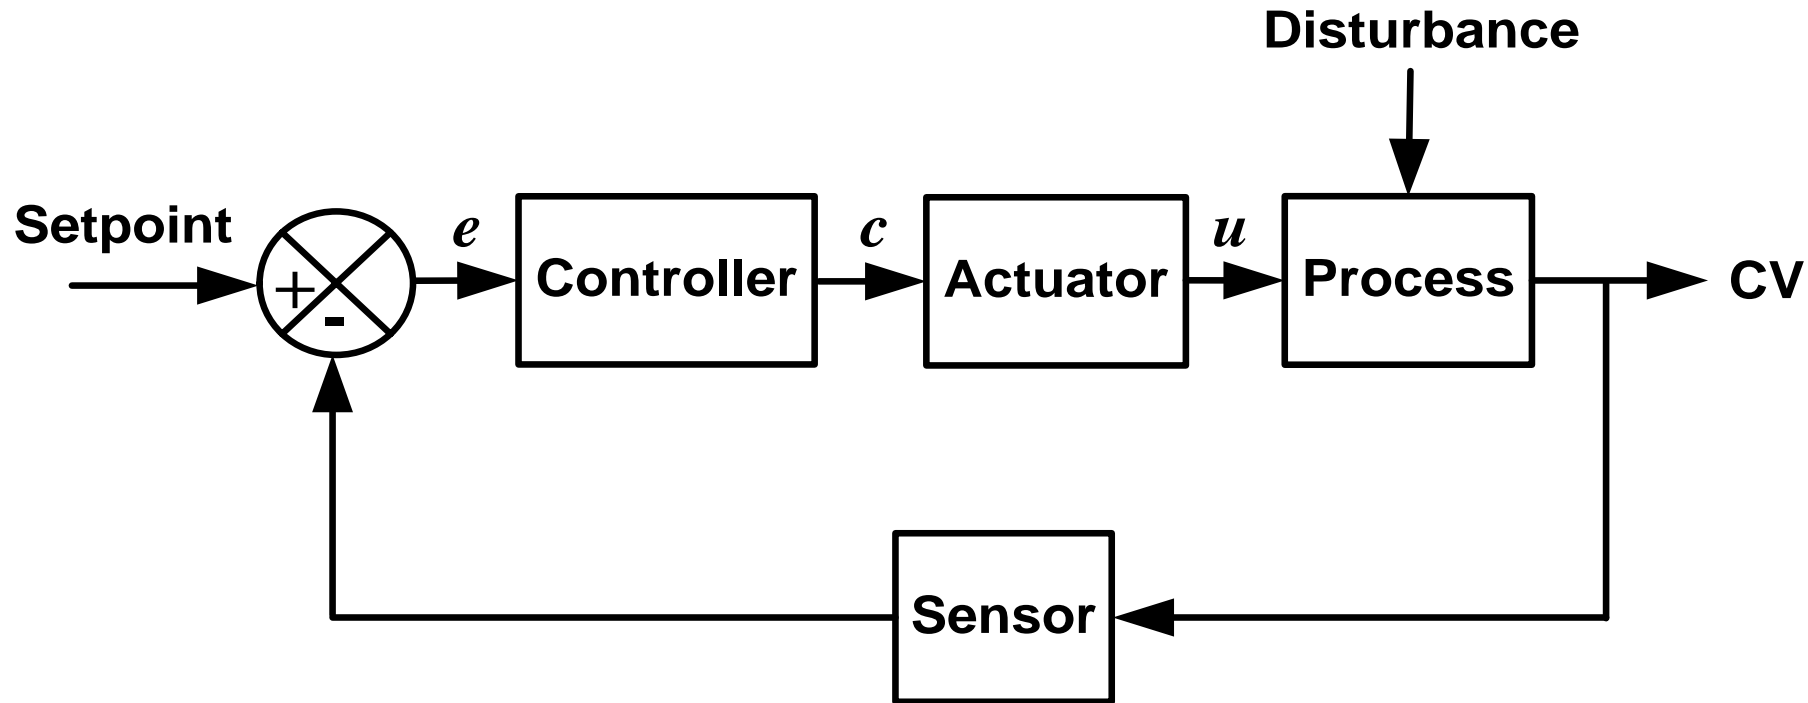 Disturbance
Setpoint
e
c
u
+
-
Controller
Actuator
Process
CV
Sensor